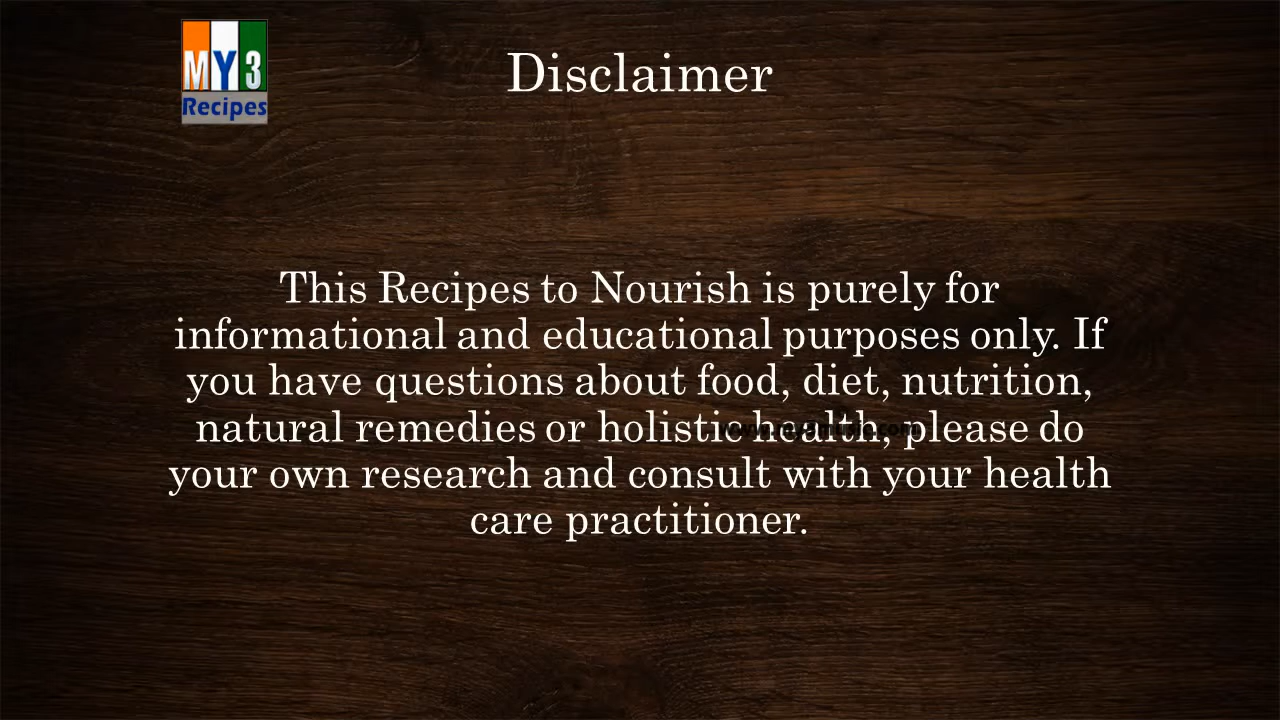 MY3
Recipes
Disclaimer
This Recipes to Nourish is purely for
informational and educational purposes only. If
you have questions about food, diet, nutrition,
natural remedies or holistic health, please do
your own research and consult with your health
care practitioner.